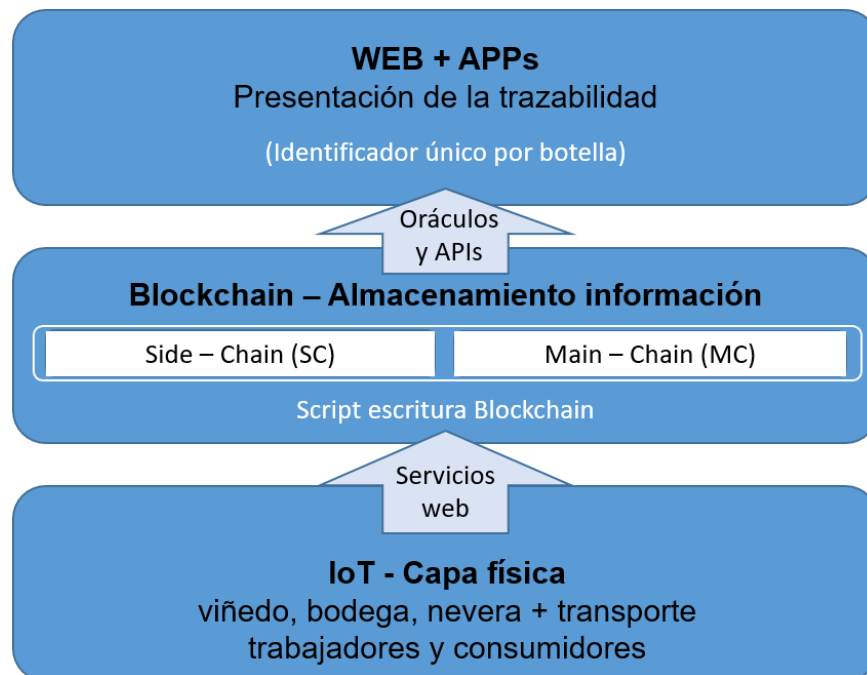 WEB + APPs
Presentación de la trazabilidad
(Identificador único por botella)
Oráculos
y APIs
Blockchain – Almacenamiento información
Side – Chain (SC)
Main – Chain (MC)
Script escritura Blockchain
Servicios
web
IoT - Capa física
viñedo, bodega, nevera + transporte
trabajadores y consumidores